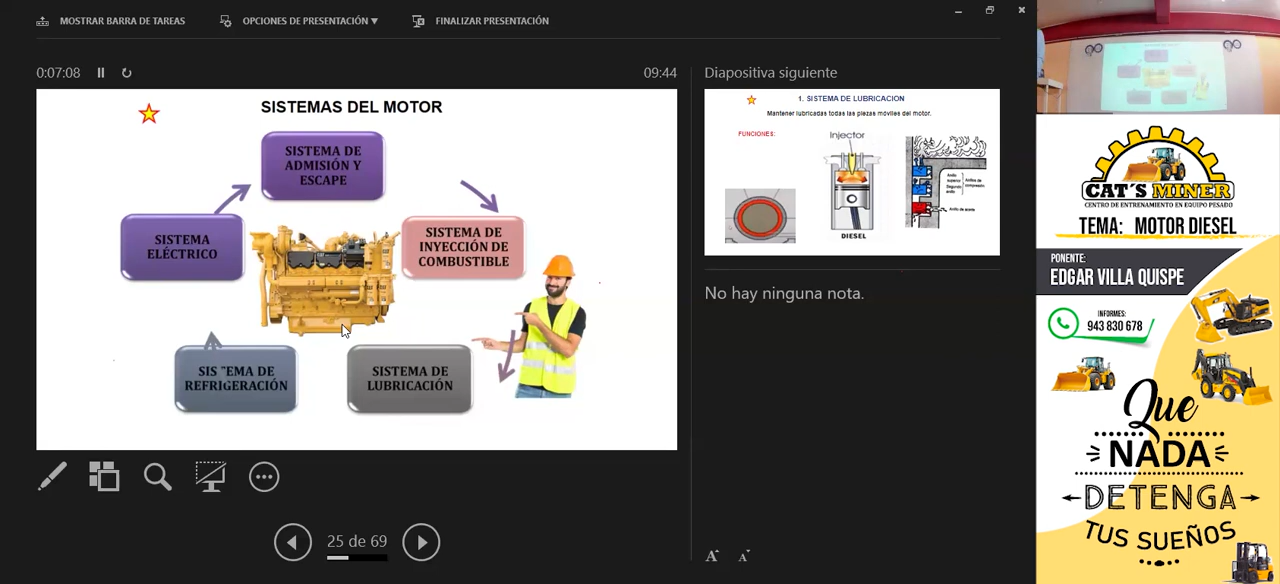 MOSTRAR BARRA DE TAREAS
OPCIONES DE PRESENTACIÓN ▼
FINALIZAR PRESENTACIÓN
0:07:08
09:44
SISTEMAS DEL MOTOR
SISTEMA DE
ADMISIÓN Y
ESCAPE
SISTEMA
ELÉCTRICO
SISTEMA DE
INYECCIÓN DE
COMBUSTIBLE
SISTEMA DE
REFRIGERACIÓN
SISTEMA DE
LUBRICACIÓN
25 de 69
Diapositiva siguiente
1. SISTEMA DE LUBRICACION
Mantener lubricadas todas las piezas moviles del motor.
FUNCIONES:
Injector
DIESEL
No hay ninguna nota.
A A
CAT'S MINER
CENTRO DE ENTRENAMIENTO EN EQUIPO PESADO
TEMA: MOTOR DIESEL
PONENTE:
EDGAR VILLA QUISPE
INFORMES:
943 830 678
Que
NADA
DETENGA
TUS SUEÑOS